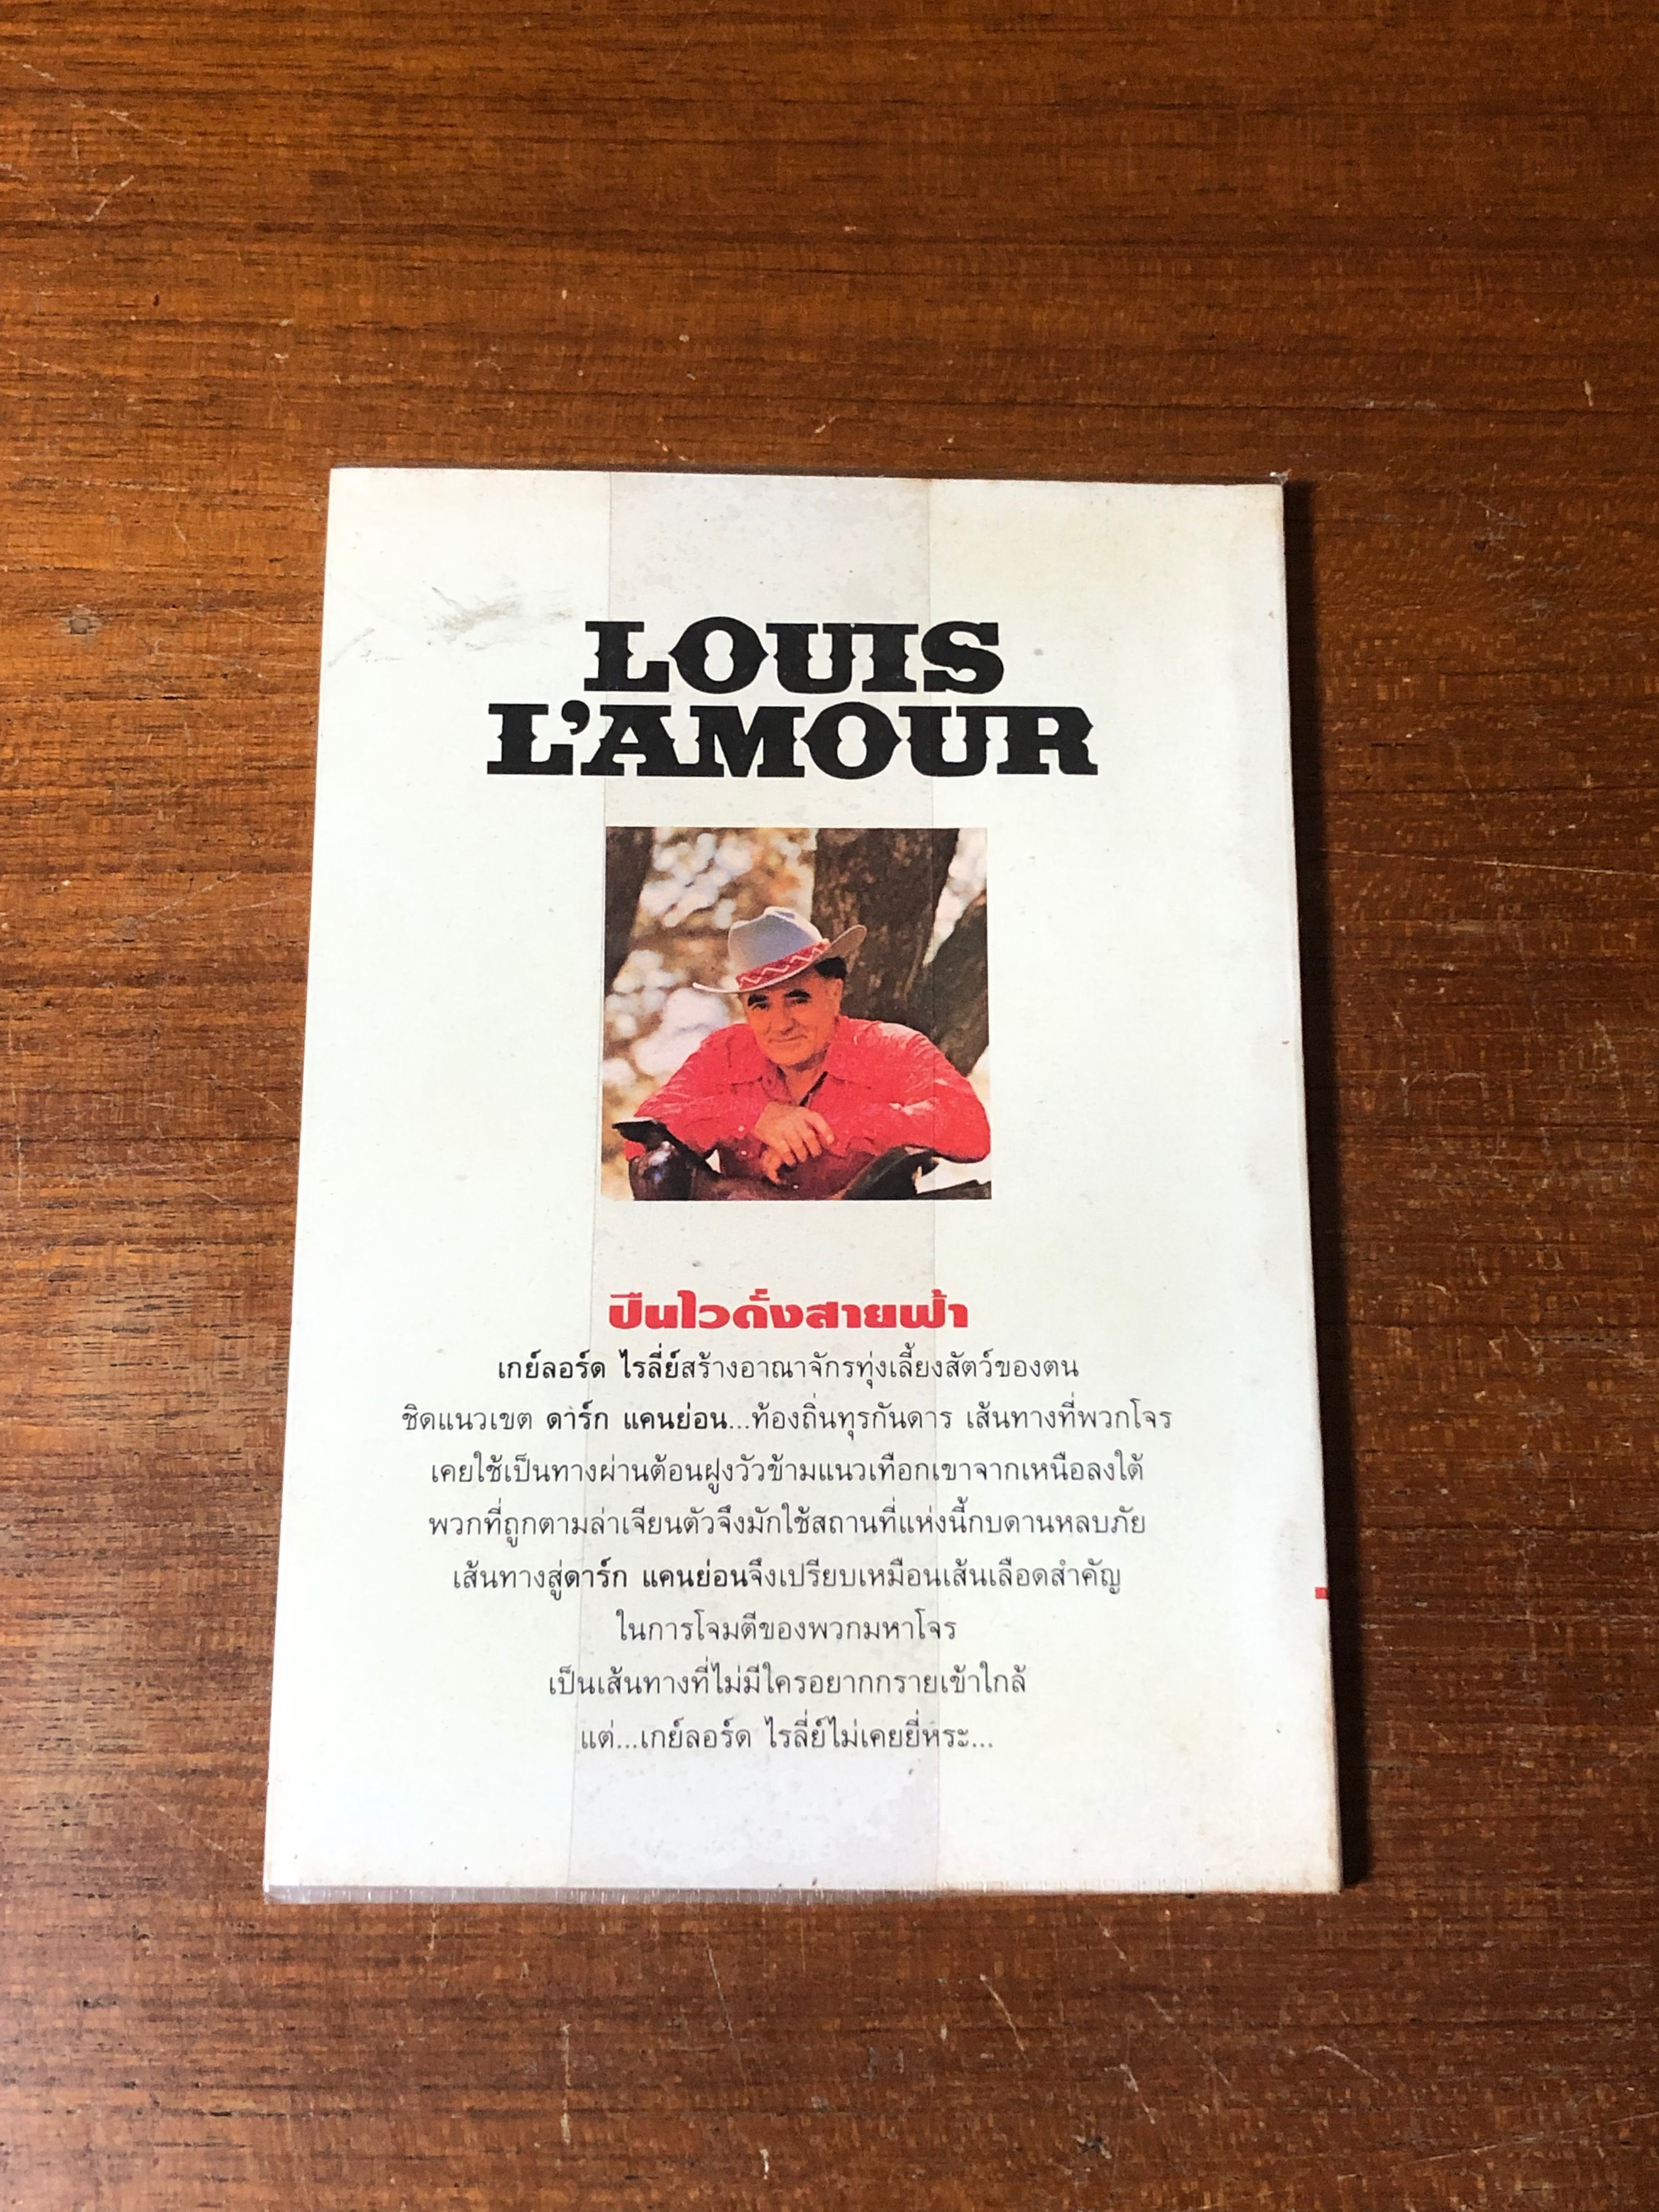 LOUIS
L'AMOUR
ปืนไวดั่งสายฟ้า
เกย์ลอร์ด ไรลี่ย์สร้างอาณาจักรทุ่งเลี้ยงสัตว์ของตน
ชิดแนวเขต ดาร์ก แคนย่อน...ท้องถิ่นทุรกันดาร เส้นทางที่พวกโจร
เคยใช้เป็นทางผ่านต้อนฝูงวัวข้ามแนวเทือกเขาจากเหนือลงใต้
พวกที่ถูกตามล่าเจียนตัวจึงมักใช้สถานที่แห่งนี้กบดานหลบภัย
เส้นทางสู่ดาร์ก แคนย่อนจึงเปรียบเหมือนเส้นเลือดสำคัญ
ในการโจมตีของพวกมหาโจร
เป็นเส้นทางที่ไม่มีใครอยากกรายเข้าใกล้
แต่...เกย์ลอร์ด ไรลี่ย์ไม่เคยยี่หระ...